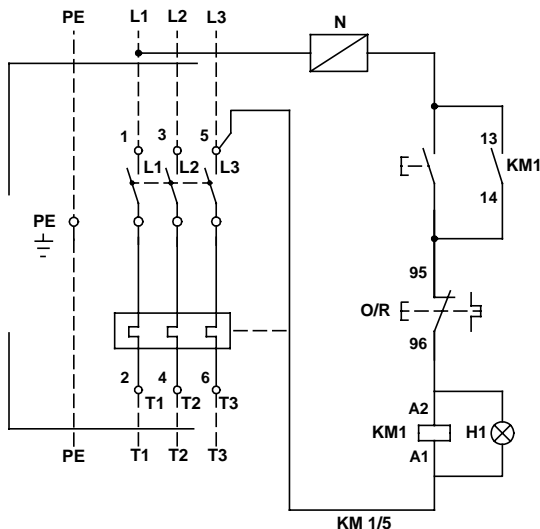 PE L1 L2 L3 N
1 3 5 13
L1 L2 L3 KM1
14
PE
95
O/R
96
2 4 6
T1 T2 T3
A2
KM1 H1
A1
PE T1 T2 T3
KM 1/5